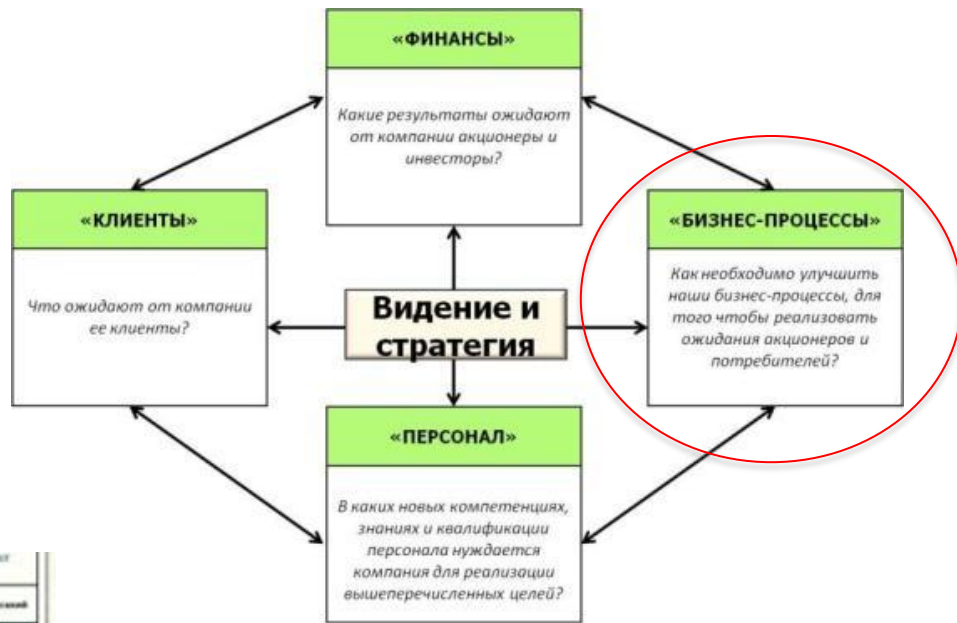 «ФИНАНСЫ»
Какие результаты ожидают
от компании акционеры и
инвесторы?
«КЛИЕНТЫ»
Что ожидают от компании
ее клиенты?
Видение и
стратегия
«БИЗНЕС-ПРОЦЕССЫ»
Как необходимо улучшить
наши бизнес-процессы, для
того чтобы реализовать
ожидания акционеров и
потребителей?
«ПЕРСОНАЛ»
В каких новых компетенциях,
знаниях и квалификации
персонала нуждается
компания для реализации
вышеперечисленных целей?